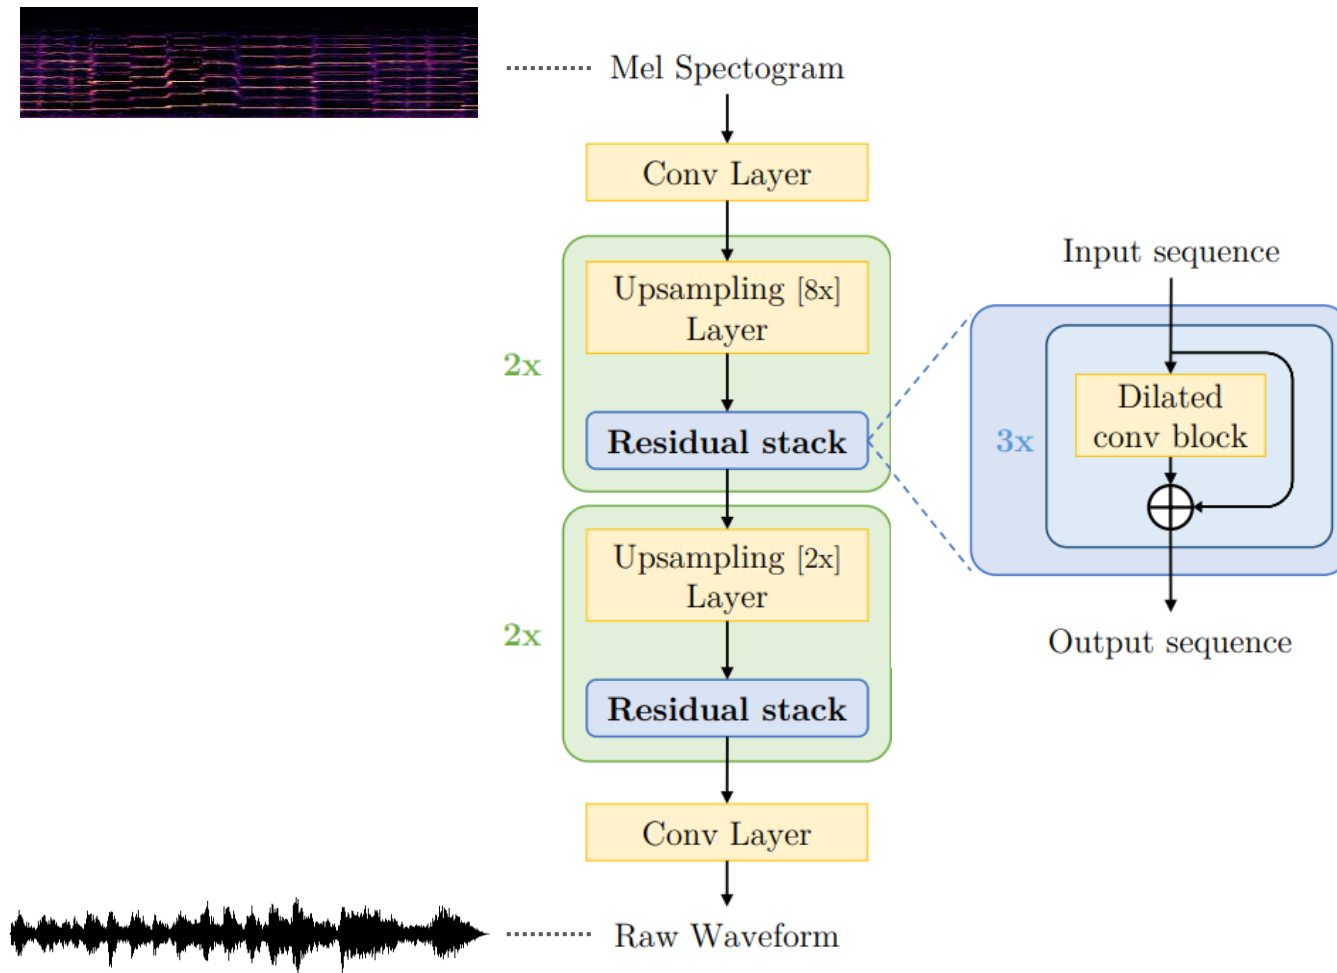 Mel Spectogram
Conv Layer
Upsampling [8x]
Layer
2x
Residual stack
Upsampling [2x]
Layer
2x
Residual stack
Conv Layer
Raw Waveform
Input sequence
Dilated
conv block
3x
Output sequence